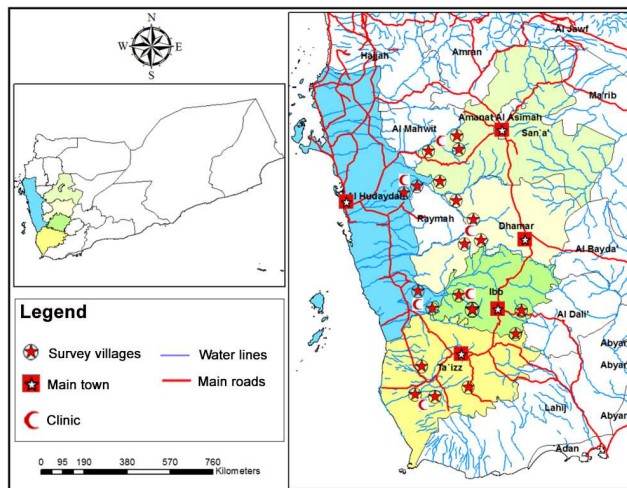 N
W E
S
Legend
Survey villages
Water lines
Main town
Main roads
Clinic
0 95 190 380 570 760
Kilometers
Al Jawf
Amran
Hajjah
Ma'rib
Amanat Al Asimah
Al Mahwit
San'a'
Al Hudaydah
Raymah
Dhamar
Al Bayda'
Ibb
Al Dali'
Abyan
Ta`izz
Abyan
Lahij
Abyan
Adan